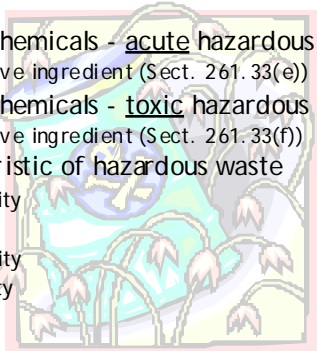 hemicals - acute hazardous
ve ingredient (Sect. 261.33(e))
hemicals - toxic hazardous
ve ingredient (Sect. 261.33(f))
ristic of hazardous waste
ity
ity
ty